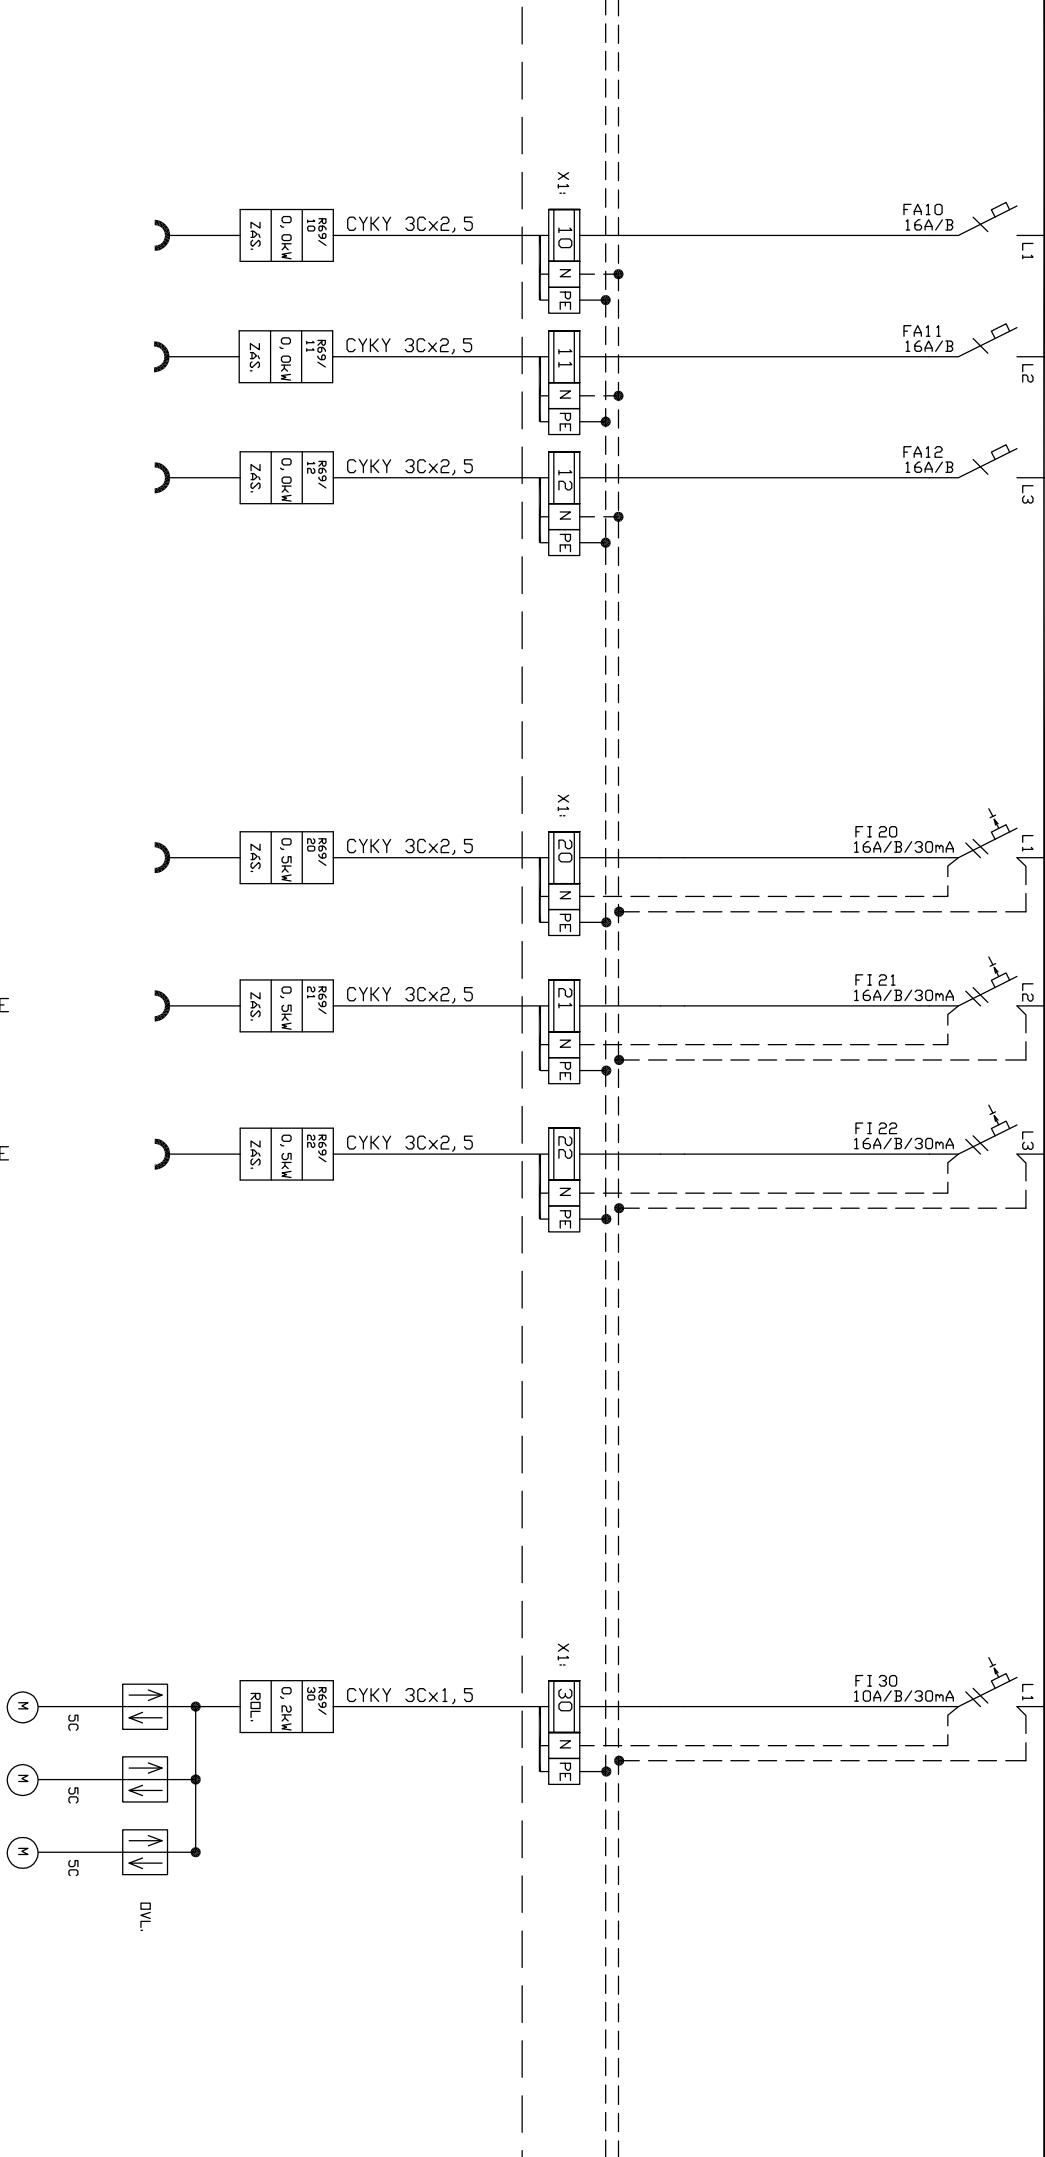 X1:
FA10
16A/B
L1
CYKY 3Cx2,5
R69/
10
0,0kW
ZÁS.
10
N
PE
FA11
16A/B
L2
CYKY 3Cx2,5
R69/
11
0,0kW
ZÁS.
11
N
PE
FA12
16A/B
L3
CYKY 3Cx2,5
R69/
12
0,0kW
ZÁS.
12
N
PE
X1:
FI20
16A/B/30mA
L1
CYKY 3Cx2,5
R69/
20
0,5kW
ZÁS.
20
N
PE
FI21
16A/B/30mA
L2
CYKY 3Cx2,5
R69/
21
0,5kW
ZÁS.
21
N
PE
E
FI22
16A/B/30mA
L3
CYKY 3Cx2,5
R69/
22
0,5kW
ZÁS.
22
N
PE
E
X1:
FI30
10A/B/30mA
L1
CYKY 3Cx1,5
R69/
30
0,2kW
ROL.
30
N
PE
M
5C
M
5C
M
5C
OVL.